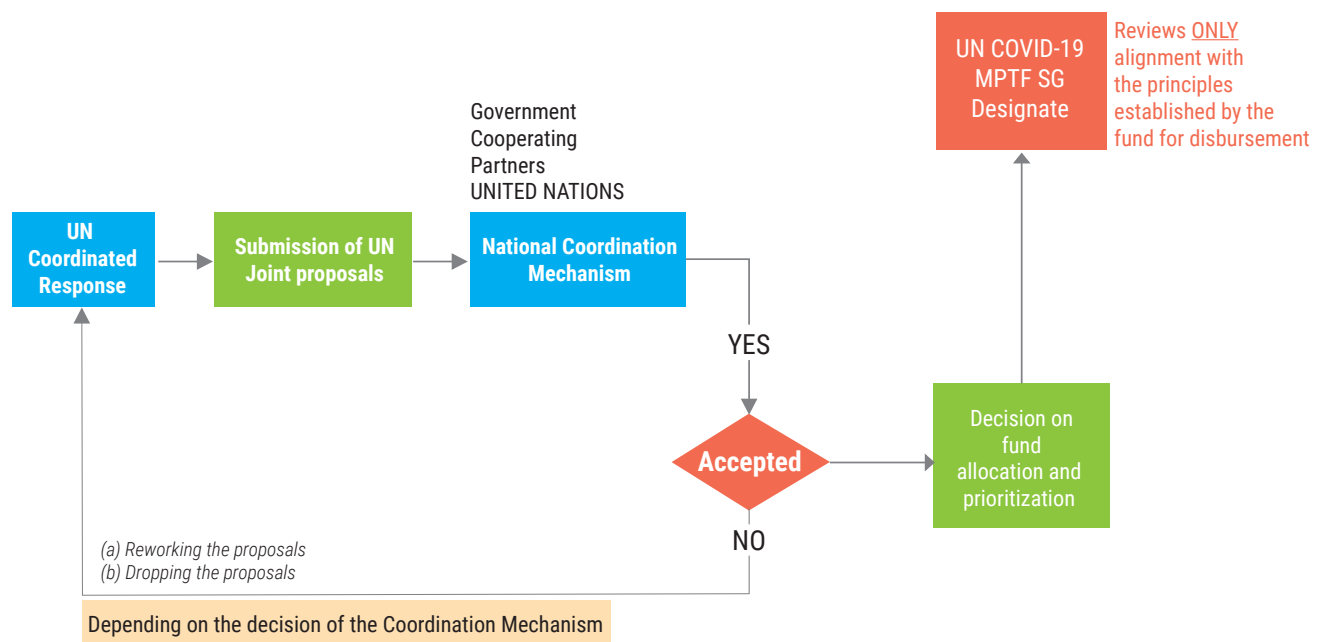 UN COVID-19
MPTF SG
Designate
Reviews ONLY
alignment with
the principles
established by the
fund for disbursement
Government
Cooperating
Partners
UNITED NATIONS
UN
Coordinated
Response
Submission of UN
Joint proposals
National Coordination
Mechanism
YES
Accepted
Decision on
fund
allocation and
prioritization
NO
(a) Reworking the proposals
(b) Dropping the proposals
Depending on the decision of the Coordination Mechanism